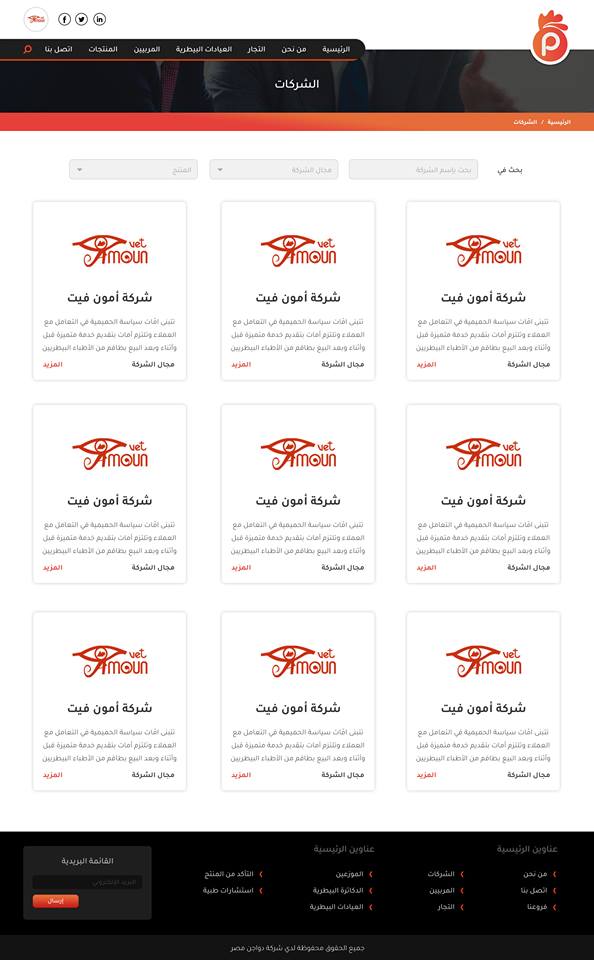 vet
AMOUN
الرئيسية
من نحن
التجار
العيادات البيطرية
المربيين
المنتجات
اتصل بنا
P
الشركات
الرئيسية / الشركات
بحث في
بحث بإسم الشركة
مجال الشركة
المنتج
vet
AMOUN
شركة أمون فيت
تتبنى افات سياسة الحميمية في التعامل مع
العملاء وتلتزم أمات بتقديم خدمة متميزة قبل
وأثناء وبعد البيع بطاقم من الأطباء البيطريين
مجال الشركة
المزيد
vet
AMOUN
شركة أمون فيت
تتبنى افات سياسة الحميمية في التعامل مع
العملاء وتلتزم أمات بتقديم خدمة متميزة قبل
وأثناء وبعد البيع بطاقم من الأطباء البيطريين
مجال الشركة
المزيد
vet
AMOUN
شركة أمون فيت
تتبنى افات سياسة الحميمية في التعامل مع
العملاء وتلتزم أمات بتقديم خدمة متميزة قبل
وأثناء وبعد البيع بطاقم من الأطباء البيطريين
مجال الشركة
المزيد
vet
AMOUN
شركة أمون فيت
تتبنى افات سياسة الحميمية في التعامل مع
العملاء وتلتزم أمات بتقديم خدمة متميزة قبل
وأثناء وبعد البيع بطاقم من الأطباء البيطريين
مجال الشركة
المزيد
vet
AMOUN
شركة أمون فيت
تتبنى افات سياسة الحميمية في التعامل مع
العملاء وتلتزم أمات بتقديم خدمة متميزة قبل
وأثناء وبعد البيع بطاقم من الأطباء البيطريين
مجال الشركة
المزيد
vet
AMOUN
شركة أمون فيت
تتبنى افات سياسة الحميمية في التعامل مع
العملاء وتلتزم أمات بتقديم خدمة متميزة قبل
وأثناء وبعد البيع بطاقم من الأطباء البيطريين
مجال الشركة
المزيد
vet
AMOUN
شركة أمون فيت
تتبنى افات سياسة الحميمية في التعامل مع
العملاء وتلتزم أمات بتقديم خدمة متميزة قبل
وأثناء وبعد البيع بطاقم من الأطباء البيطريين
مجال الشركة
المزيد
vet
AMOUN
شركة أمون فيت
تتبنى افات سياسة الحميمية في التعامل مع
العملاء وتلتزم أمات بتقديم خدمة متميزة قبل
وأثناء وبعد البيع بطاقم من الأطباء البيطريين
مجال الشركة
المزيد
vet
AMOUN
شركة أمون فيت
تتبنى افات سياسة الحميمية في التعامل مع
العملاء وتلتزم أمات بتقديم خدمة متميزة قبل
وأثناء وبعد البيع بطاقم من الأطباء البيطريين
مجال الشركة
المزيد
عناوين الرئيسية
من نحن
اتصل بنا
فروعنا
الشركات
المربيين
التجار
عناوين الرئيسية
الموزعين
الدكاترة البيطرية
العيادات البيطرية
التأكد من المنتج
استشارات طبية
القائمة البريدية
البريد الإلكتروني
إرسال
جميع الحقوق محفوظة لدي شركة دواجن مصر